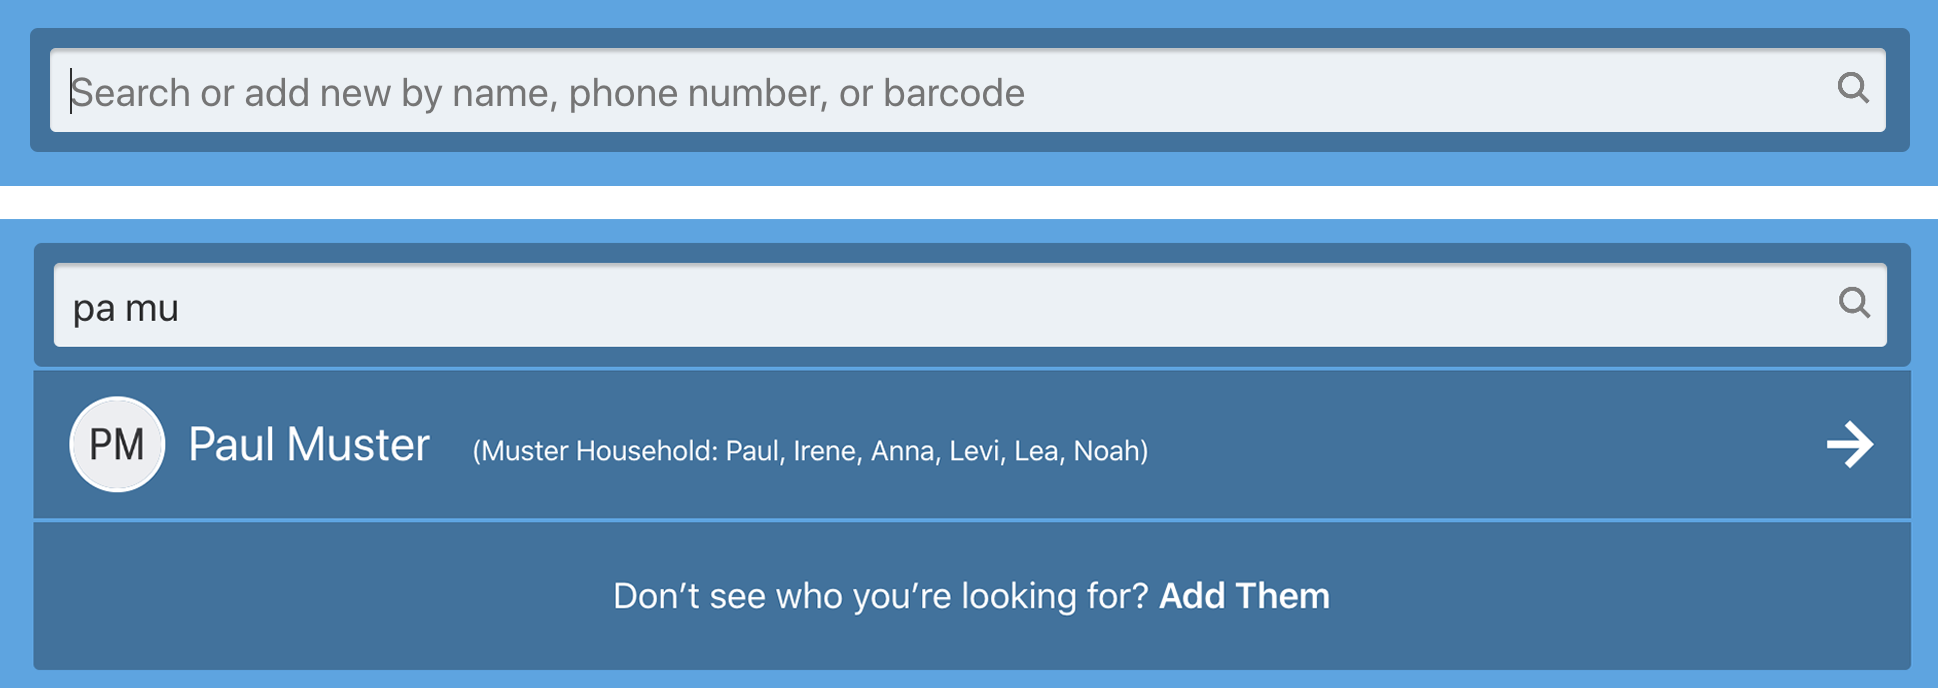 Search or add new by name, phone number, or barcode
pa mu
PM Paul Muster (Muster Household: Paul, Irene, Anna, Levi, Lea, Noah)
Don’t see who you’re looking for? Add Them